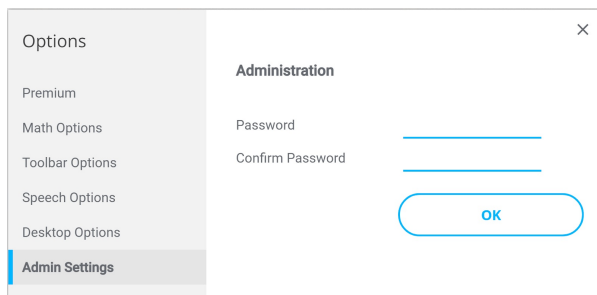 Options
Premium
Math Options
Toolbar Options
Speech Options
Desktop Options
Admin Settings
Administration
Password
Confirm Password
OK